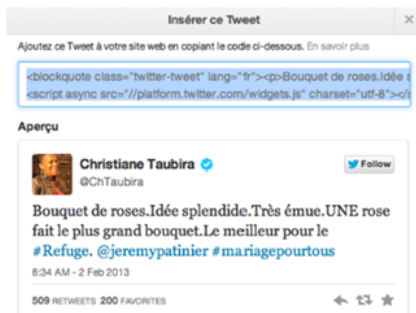 Insérer ce Tweet
Ajoutez ce Tweet à votre site web en copiant le code ci-dessous. En savoir plus
<blockquote class="twitter-tweet" lang="fr"><p>Bouquet de roses.Idée s
<script async src="//platform.twitter.com/widgets.js" charset="utf-8"></s
Aperçu
Christiane Taubira
Follow
@ChTaubira
Bouquet de roses.Idée splendide.Très émue.UNE rose
fait le plus grand bouquet.Le meilleur pour le
#Refuge. @jeremypatinier #mariagepourtous
8:34 AM - 2 Feb 2013
509 RETWEETS 200 FAVORITES